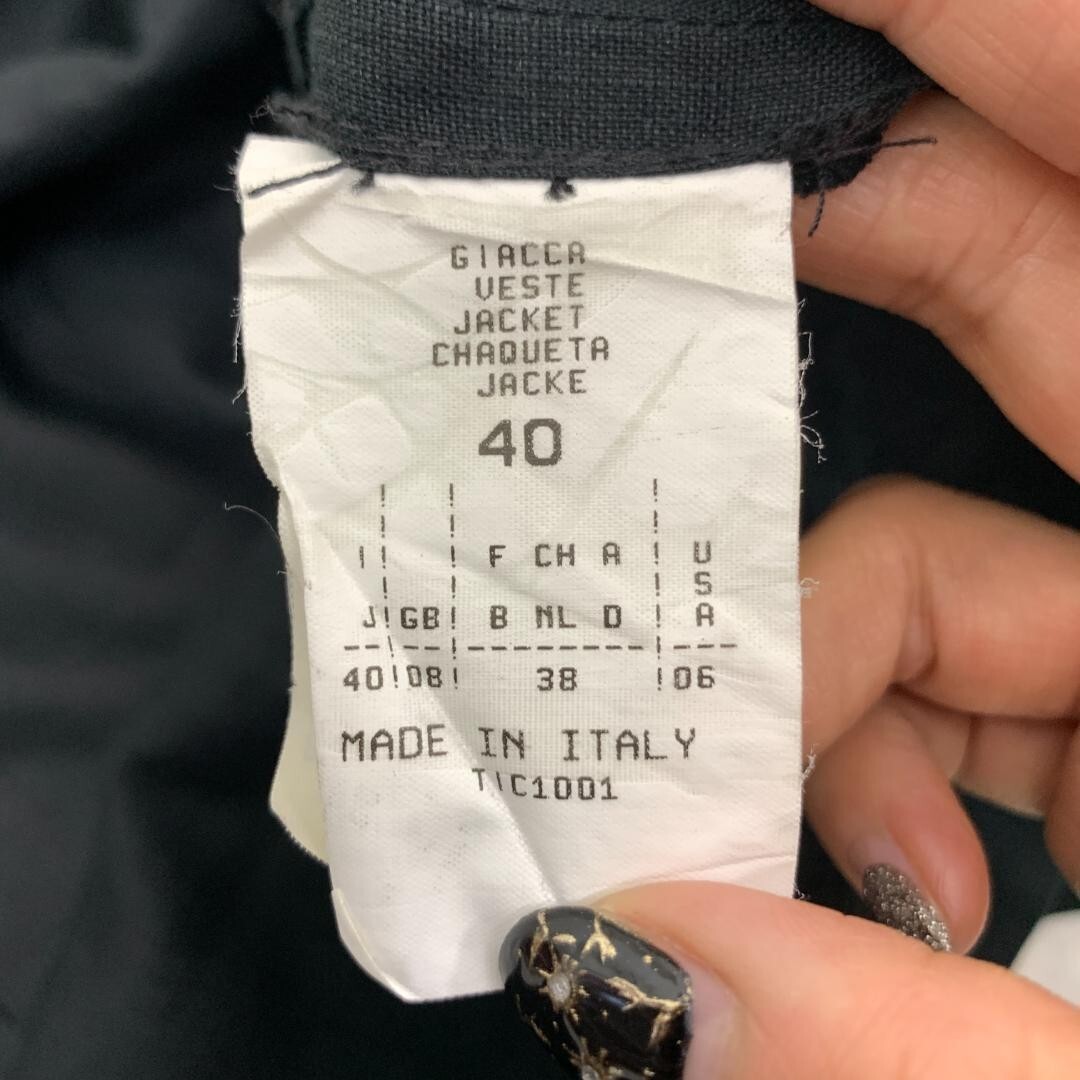 GIACCA
VESTE
JACKET
CHAQUETA
JACKE
40
I ! ! F CH A ! U
S
J!GB! B NL D ! A
--!--!---------!---
40!08! 38 !06
MADE IN ITALY
TIC1001